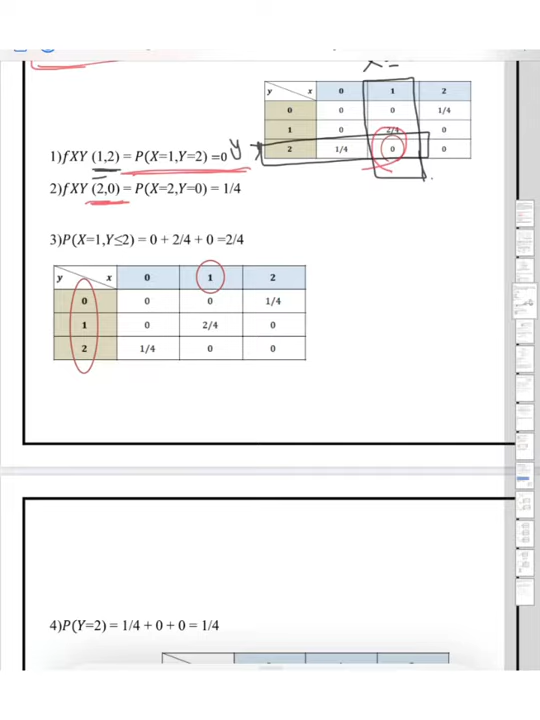 X=
y x 0 1 2
0 0 0 1/4
1 0 2/4 0
2 1/4 0 0
y
1)fXY (1,2) = P(X=1,Y=2) =0
2)fXY (2,0) = P(X=2,Y=0) = 1/4
3)P(X=1,Y≤2) = 0 + 2/4 + 0 =2/4
y x 0 1 2
0 0 0 1/4
1 0 2/4 0
2 1/4 0 0
4)P(Y=2) = 1/4 + 0 + 0 = 1/4